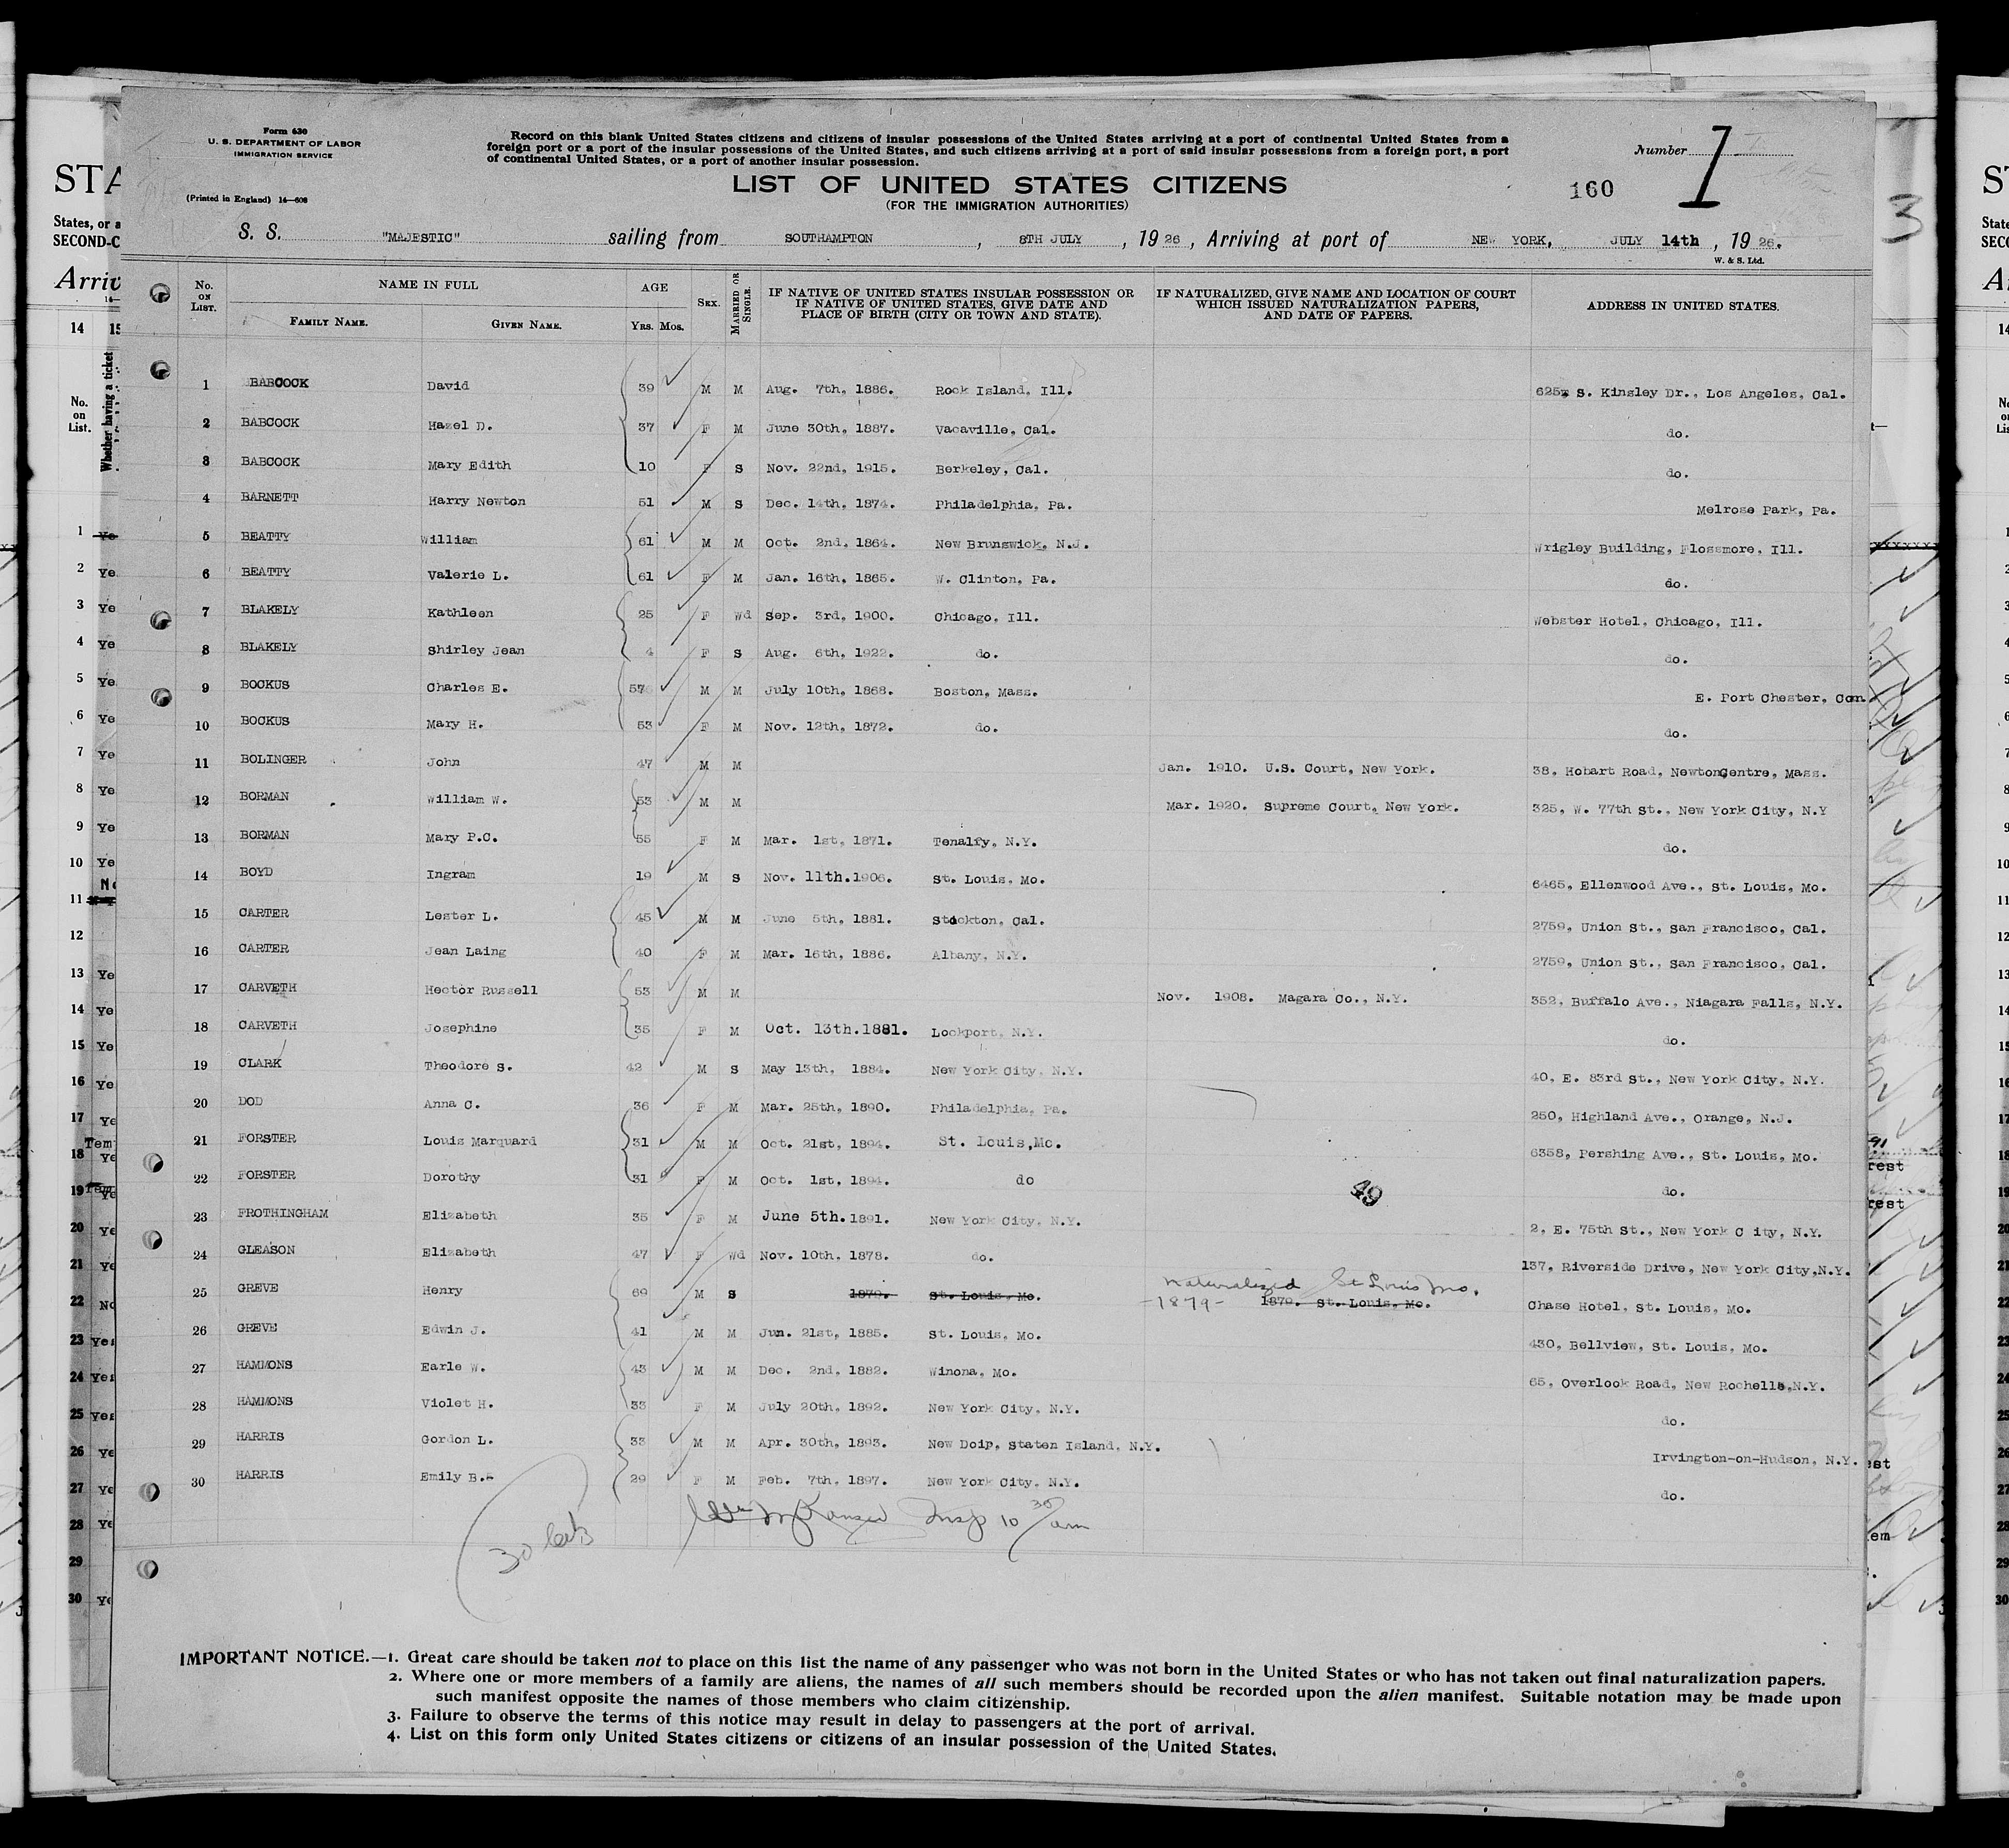 Form 630
U. S. DEPARTMENT OF LABOR
IMMIGRATION SERVICE
(Printed in England) 14—608
Record on this blank United States citizens and citizens of insular possessions of the United States arriving at a port of continental United States from a
foreign port or a port of the insular possessions of the United States, and such citizens arriving at a port of said insular possessions from a foreign port, a port
of continental United States, or a port of another insular possession.
Number 1
LIST OF UNITED STATES CITIZENS
(FOR THE IMMIGRATION AUTHORITIES)
160
S. S. "MAJESTIC" sailing from SOUTHAMPTON, 8TH JULY, 1926, Arriving at port of NEW YORK, JULY 14th, 1926.
W. & S. Ltd.
No. on List. NAME IN FULL AGE SEX. MARRIED OR SINGLE. IF NATIVE OF UNITED STATES INSULAR POSSESSION OR IF NATIVE OF UNITED STATES, GIVE DATE AND PLACE OF BIRTH (CITY OR TOWN AND STATE). IF NATURALIZED, GIVE NAME AND LOCATION OF COURT WHICH ISSUED NATURALIZATION PAPERS, AND DATE OF PAPERS. ADDRESS IN UNITED STATES.
FAMILY NAME. GIVEN NAME. YRS. MOS.
1 BABCOCK David 39 M M Aug. 7th, 1886. Rock Island, Ill. 625 S. Kinsley Dr., Los Angeles, Cal.
2 BABCOCK Hazel D. 37 F M June 30th, 1887. Vacaville, Cal. do.
3 BABCOCK Mary Edith 10 F S Nov. 22nd, 1915. Berkeley, Cal. do.
4 BARNETT Harry Newton 51 M S Dec. 14th, 1874. Philadelphia, Pa. Melrose Park, Pa.
5 BEATTY William 61 M M Oct. 2nd, 1864. New Brunswick, N.J. Wrigley Building, Flossmore, Ill.
6 BEATTY Valerie L. 61 F M Jan. 16th, 1865. W. Clinton, Pa. do.
7 BLAKELY Kathleen 25 F Wd Sep. 3rd, 1900. Chicago, Ill. Webster Hotel, Chicago, Ill.
8 BLAKELY Shirley Jean 4 F S Aug. 6th, 1922. do. do.
9 BOCKUS Charles E. 57 M M July 10th, 1868. Boston, Mass. E. Port Chester, Con.
10 BOCKUS Mary H. 53 F M Nov. 12th, 1872. do. do.
11 BOLINGER John 47 M M Jan. 1910. U.S. Court, New York. 38, Hobart Road, Newton Centre, Mass.
12 BORMAN William W. 53 M M Mar. 1920. Supreme Court, New York. 325, W. 77th St., New York City, N.Y
13 BORMAN Mary P.C. 55 F M Mar. 1st, 1871. Tenalfy, N.Y. do.
14 BOYD Ingram 19 M S Nov. 11th. 1906. St. Louis, Mo. 6465, Ellenwood Ave., St. Louis, Mo.
15 CARTER Lester L. 45 M M June 5th, 1881. Stockton, Cal. 2759, Union St., San Francisco, Cal.
16 CARTER Jean Laing 40 F M Mar. 16th, 1886. Albany, N.Y. 2759, Union St., San Francisco, Cal.
17 CARVETH Hector Russell 53 M M Nov. 1908. Magara Co., N.Y. 352, Buffalo Ave., Niagara Falls, N.Y.
18 CARVETH Josephine 35 F M Oct. 13th. 1881. Lockport, N.Y. do.
19 CLARK Theodore S. 42 M S May 13th, 1884. New York City, N.Y. 40, E. 83rd St., New York City, N.Y.
20 DOD Anna C. 36 F M Mar. 25th, 1890. Philadelphia, Pa. 250, Highland Ave., Orange, N.J.
21 FORSTER Louis Marquard 31 M M Oct. 21st, 1894. St. Louis, Mo. 6358, Pershing Ave., St. Louis, Mo.
22 FORSTER Dorothy 31 F M Oct. 1st, 1894. do do.
49
23 FROTHINGHAM Elizabeth 35 F M June 5th. 1891. New York City, N.Y. 2, E. 75th St., New York C ity, N.Y.
24 GLEASON Elizabeth 47 F Wd Nov. 10th, 1878. do. 137, Riverside Drive, New York City, N.Y.
naturalized St Louis Mo.
25 GREVE Henry 69 M S 1879. St. Louis, Mo. -1879- 1879. St. Louis, Mo. Chase Hotel, St. Louis, Mo.
26 GREVE Edwin J. 41 M M Jun. 21st, 1885. St. Louis, Mo. 430, Bellview, St. Louis, Mo.
27 HAMMONS Earle W. 43 M M Dec. 2nd, 1882. Winona, Mo. 65, Overlook Road, New Rochelle, N.Y.
28 HAMMONS Violet H. 33 F M July 20th, 1892. New York City, N.Y. do.
29 HARRIS Gordon L. 33 M M Apr. 30th, 1893. New Doip, Staten Island, N.Y. Irvington-on-Hudson, N.Y.
30 HARRIS Emily B. 29 F M Feb. 7th, 1897. New York City, N.Y. do.
Insp 10 30 am
30
IMPORTANT NOTICE.—1. Great care should be taken not to place on this list the name of any passenger who was not born in the United States or who has not taken out final naturalization papers.
2. Where one or more members of a family are aliens, the names of all such members should be recorded upon the alien manifest. Suitable notation may be made upon
such manifest opposite the names of those members who claim citizenship.
3. Failure to observe the terms of this notice may result in delay to passengers at the port of arrival.
4. List on this form only United States citizens or citizens of an insular possession of the United States.